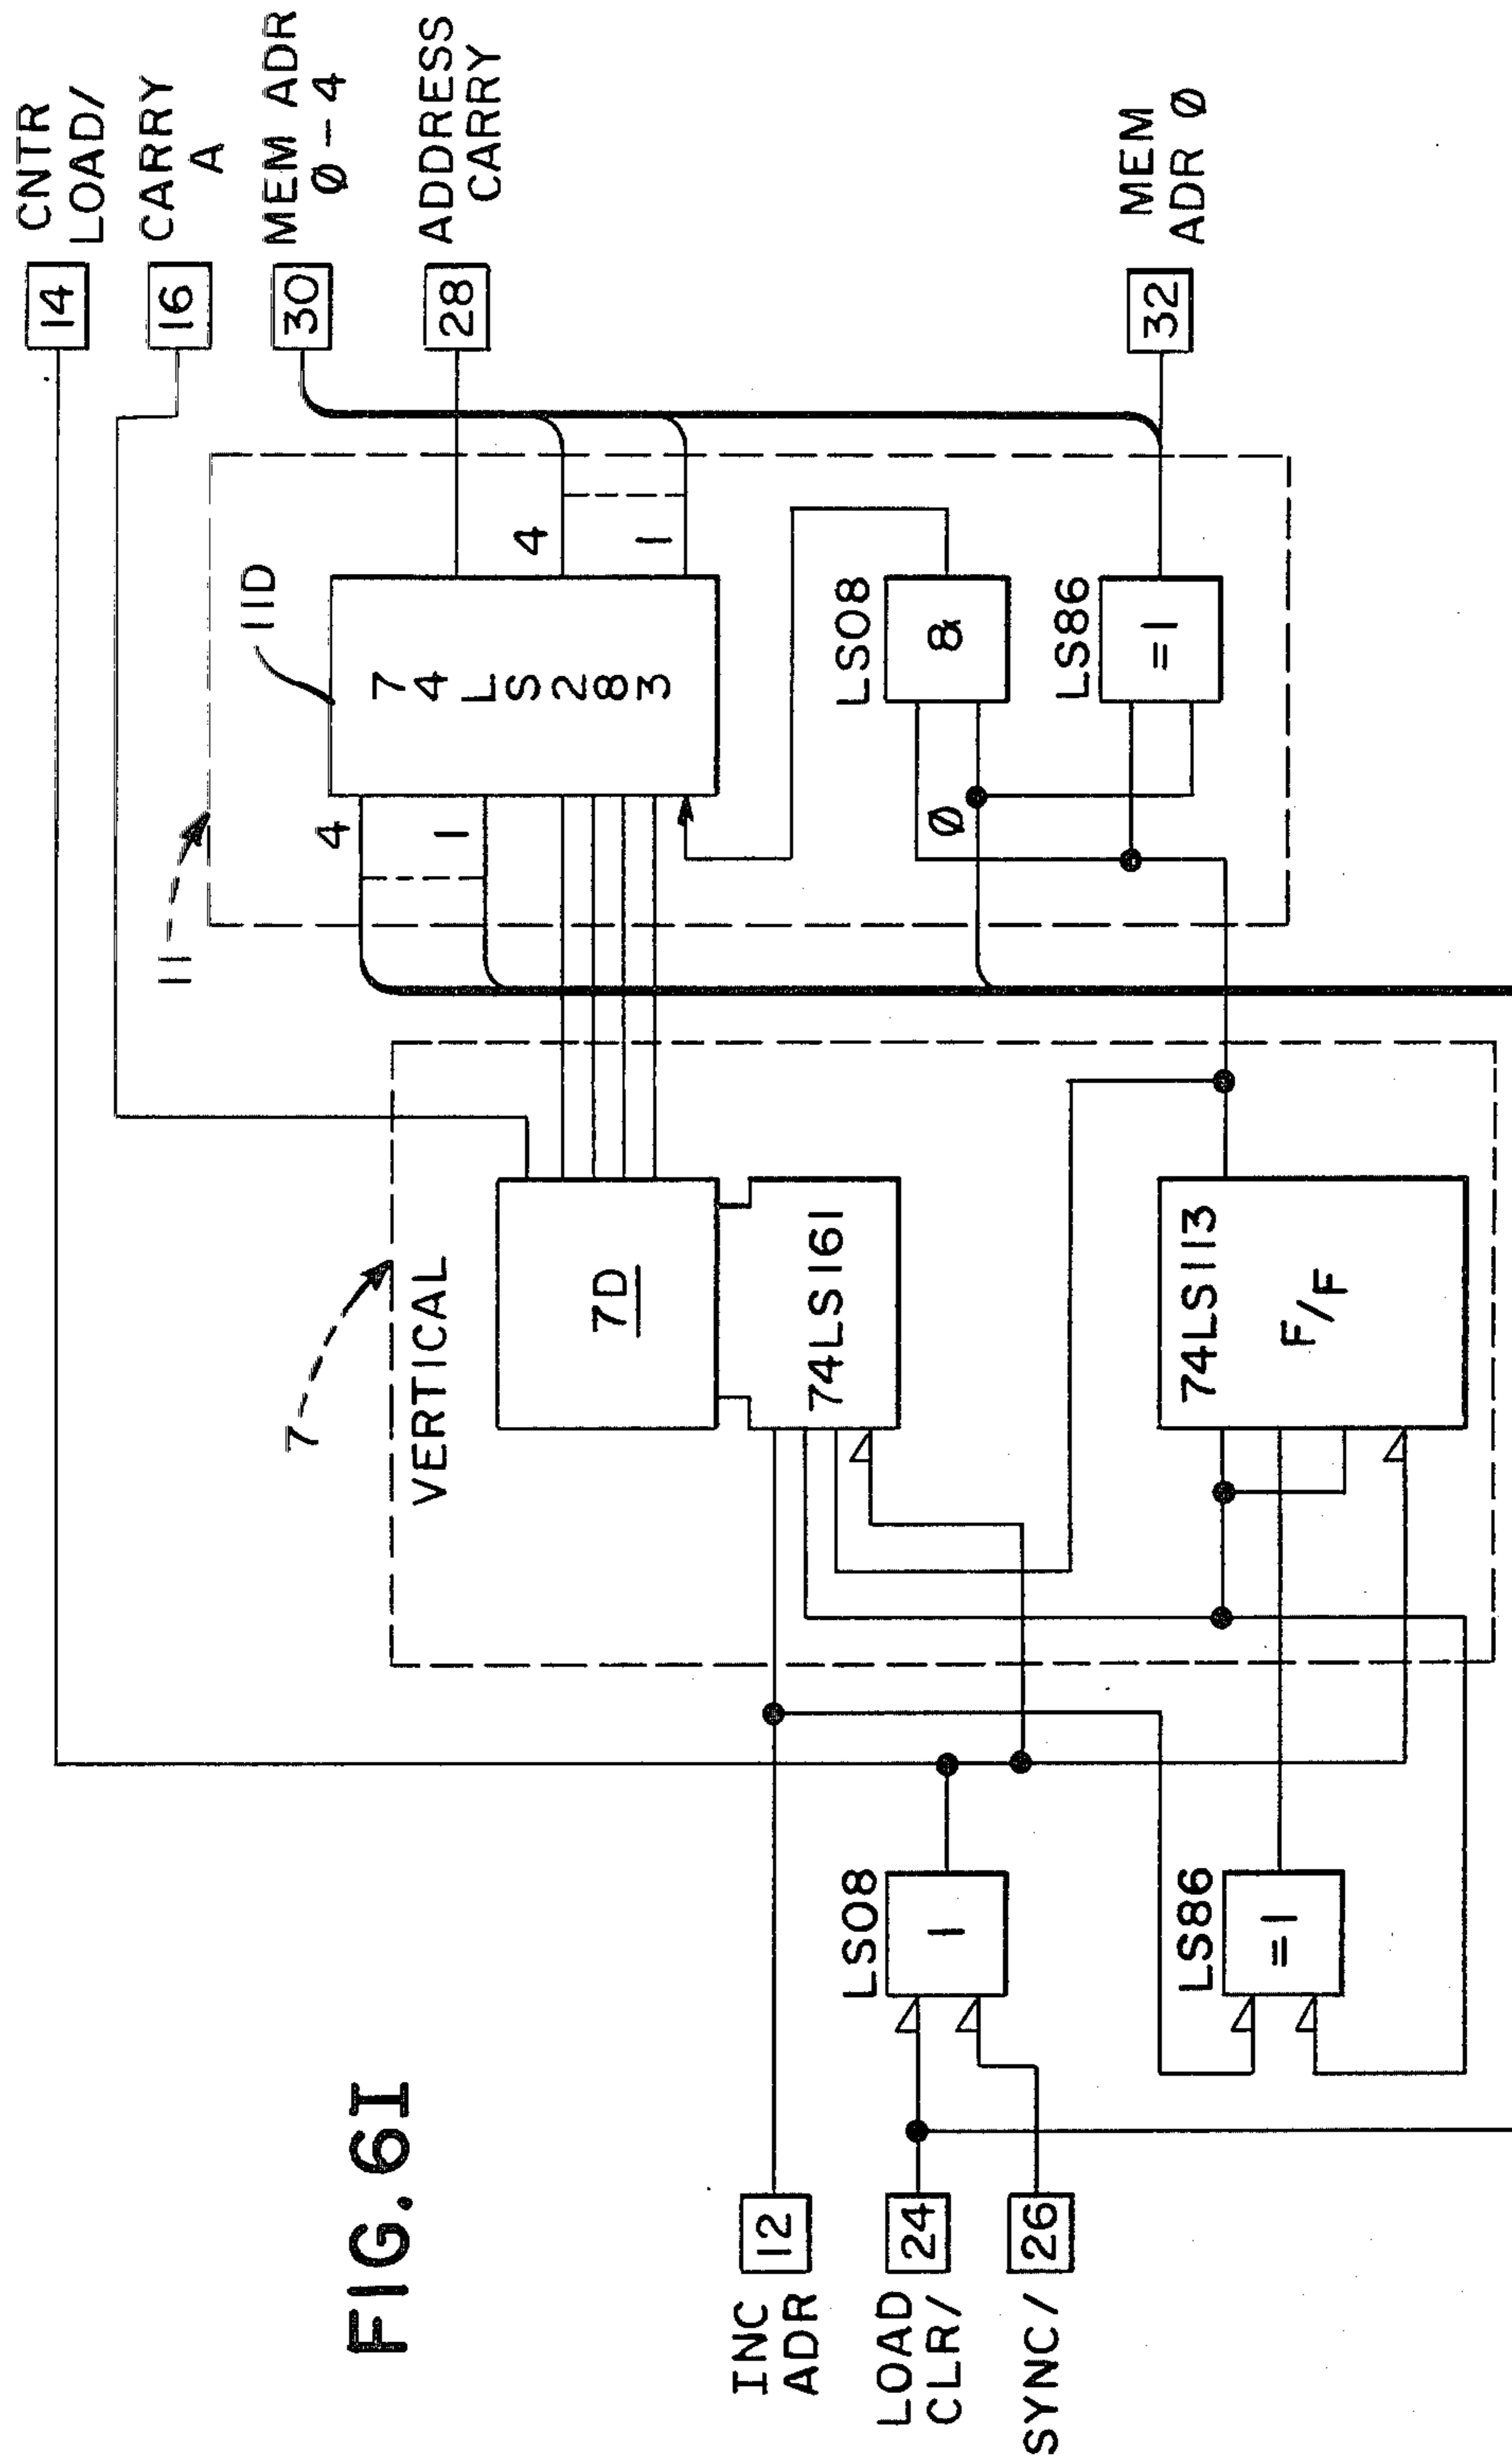 FIG. 6I
INC
ADR
12
LOAD
CLR/
24
SYNC/
26
LS08
1
LS86
=1
7
VERTICAL
7D
74LS161
74LS113
F/F
11
4
1
Ø
11D
74LS283
4
1
LS08
&
LS86
=1
14
CNTR
LOAD/
16
CARRY
A
30
MEM ADR
Ø-4
28
ADDRESS
CARRY
32
MEM
ADR Ø